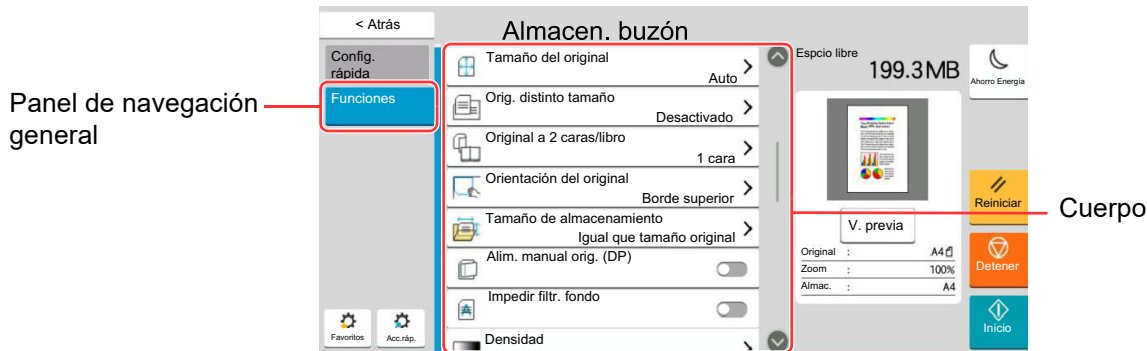 < Atrás
Almacen. buzón
Config.
rápida
Funciones
Panel de navegación
general
Tamaño del original
Auto
Orig. distinto tamaño
Desactivado
Original a 2 caras/libro
1 cara
Orientación del original
Borde superior
Tamaño de almacenamiento
Igual que tamaño original
Alim. manual orig. (DP)
Impedir filtr. fondo
Densidad
Favoritos
Acc.ráp.
Espcio libre
199.3MB
V. previa
Original : A4
Zoom : 100%
Almac. : A4
Ahorro Energía
Reiniciar
Detener
Inicio
Cuerpo